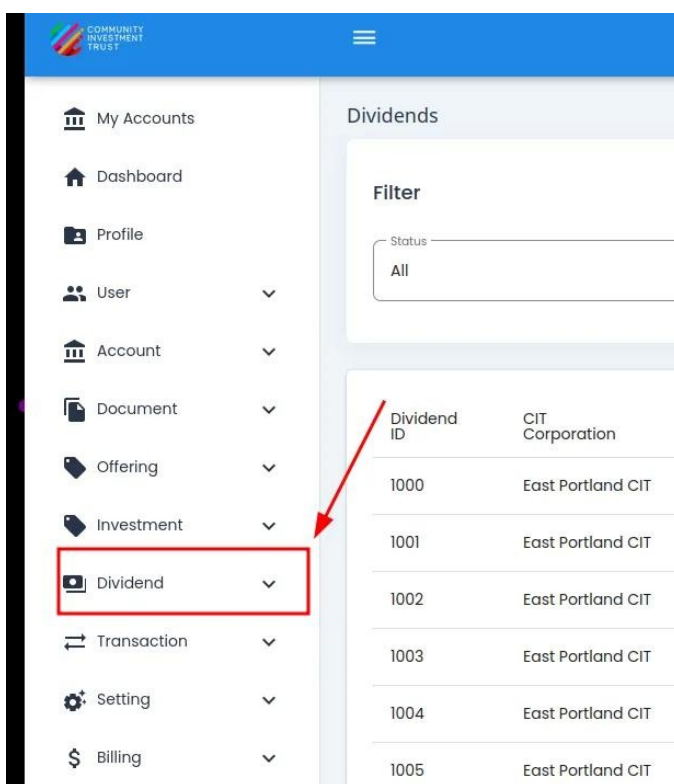 COMMUNITY
INVESTMENT
TRUST
My Accounts
Dashboard
Profile
User
Account
Document
Offering
Investment
Dividend
Transaction
Setting
Billing
Dividends
Filter
Status
All
Dividend ID CIT Corporation
1000 East Portland CIT
1001 East Portland CIT
1002 East Portland CIT
1003 East Portland CIT
1004 East Portland CIT
1005 East Portland CIT